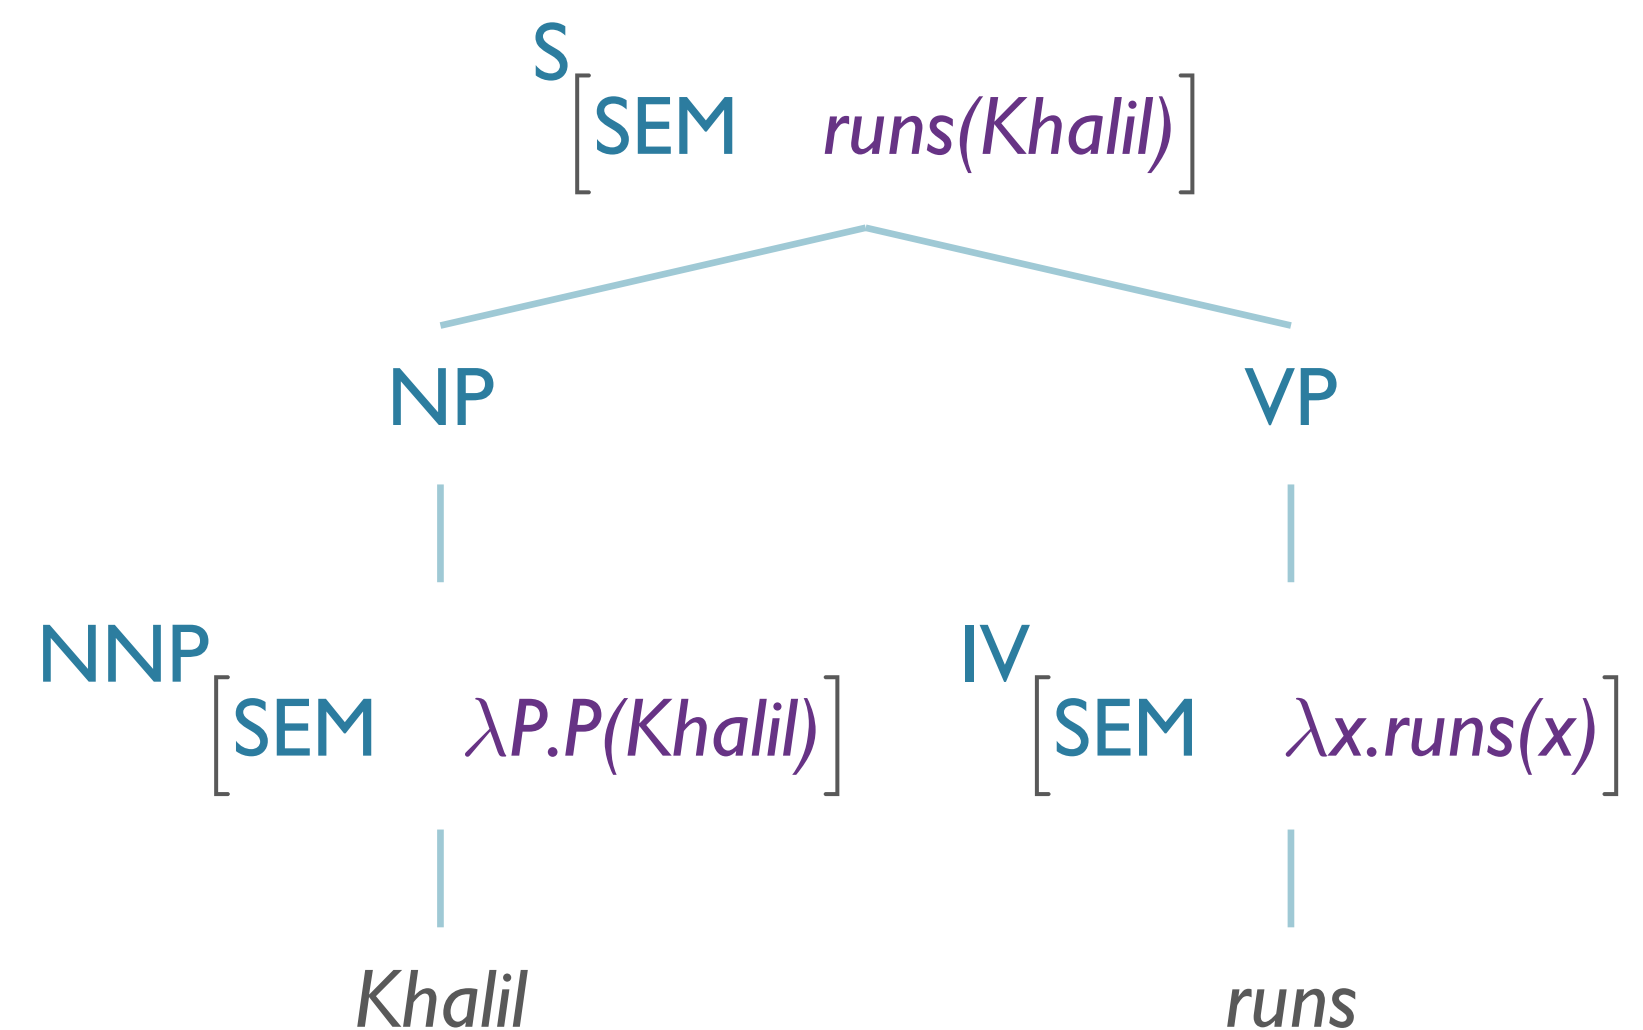 S[SEM runs(Khalil)]
NP VP
NNP[SEM λP.P(Khalil)] IV[SEM λx.runs(x)]
Khalil runs